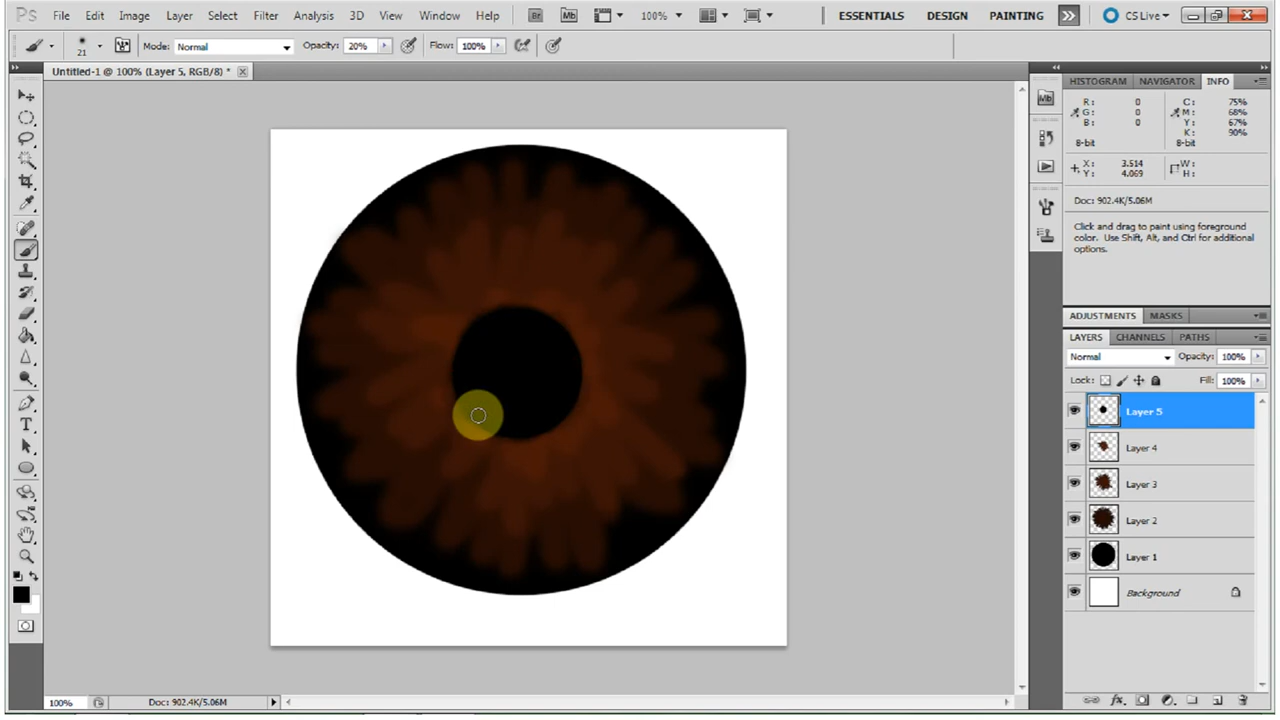 Ps File Edit Image Layer Select Filter Analysis 3D View Window Help Br Mb 100% ESSENTIALS DESIGN PAINTING CS Live
21 Mode: Normal Opacity: 20% Flow: 100%
Untitled-1 @ 100% (Layer 5, RGB/8) *
HISTOGRAM NAVIGATOR INFO
Mb
R: 0 C: 75%
G: 0 M: 68%
B: 0 Y: 67%
K: 90%
8-bit 8-bit
X: 3.514 W:
Y: 4.069 H:
Doc: 902.4K/5.06M
Click and drag to paint using foreground
color. Use Shift, Alt, and Ctrl for additional
options.
ADJUSTMENTS MASKS
LAYERS CHANNELS PATHS
Normal Opacity: 100%
Lock: Fill: 100%
Layer 5
Layer 4
Layer 3
Layer 2
Layer 1
Background
T
fx
100% Doc: 902.4K/5.06M